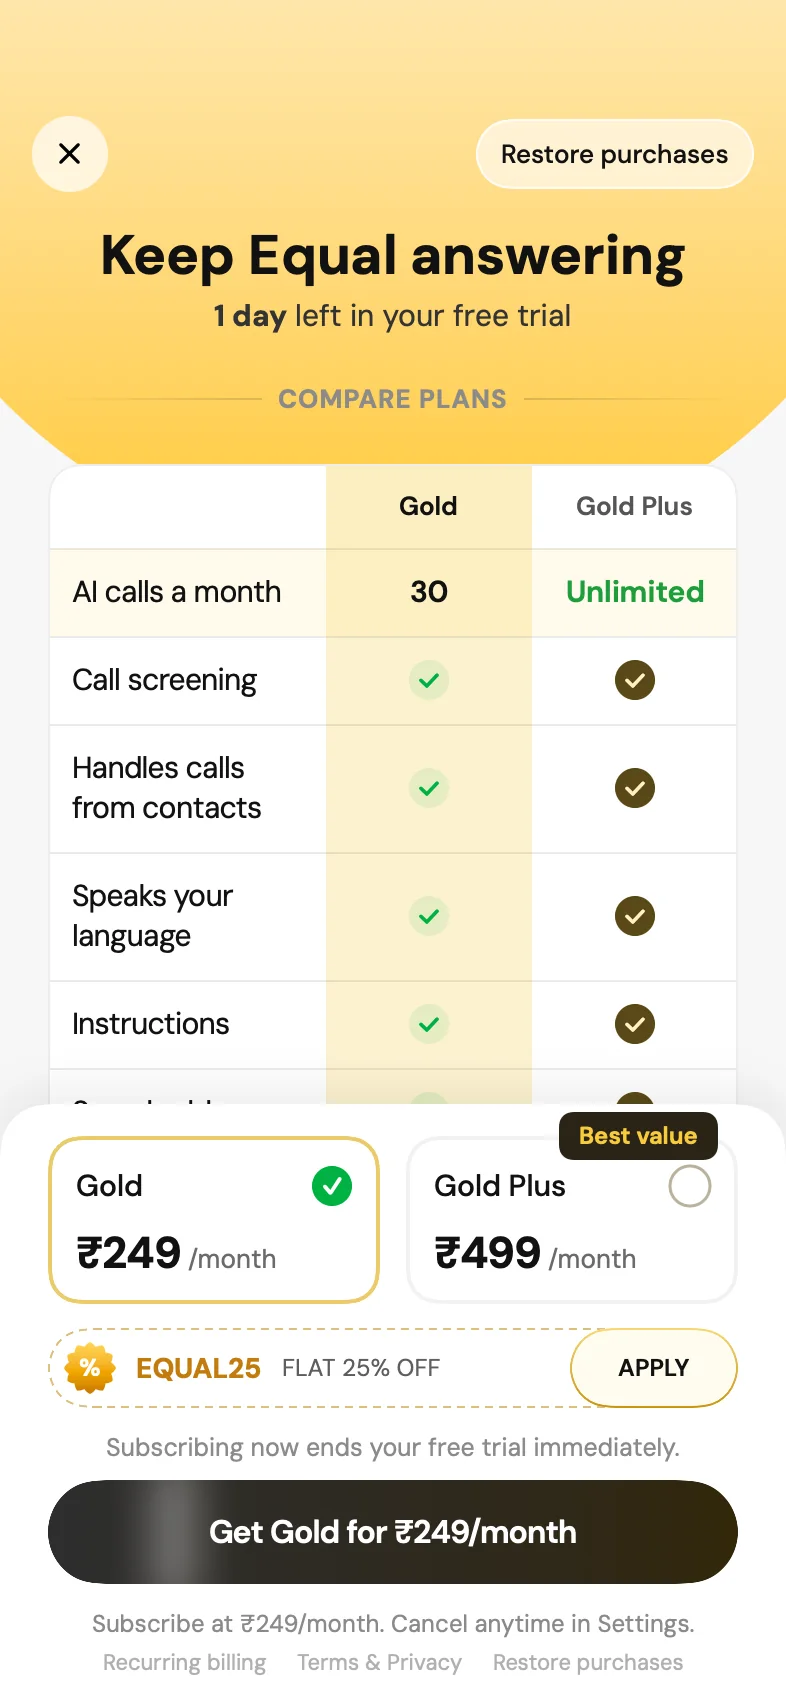 Restore purchases
Keep Equal answering
1 day left in your free trial
COMPARE PLANS
Gold Gold Plus
AI calls a month 30 Unlimited
Call screening
Handles calls
from contacts
Speaks your
language
Instructions
Best value
Gold Gold Plus
₹249 /month ₹499 /month
% EQUAL25 FLAT 25% OFF APPLY
Subscribing now ends your free trial immediately.
Get Gold for ₹249/month
Subscribe at ₹249/month. Cancel anytime in Settings.
Recurring billing Terms & Privacy Restore purchases